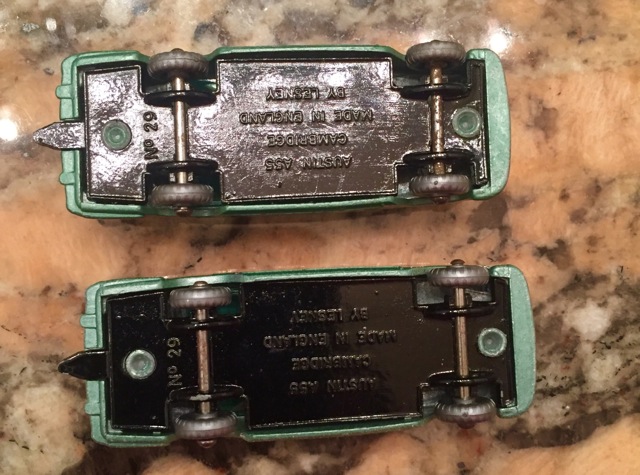 AUSTIN A55
CAMBRIDGE
MADE IN ENGLAND
BY LESNEY
Nº 29
AUSTIN A55
CAMBRIDGE
MADE IN ENGLAND
BY LESNEY
Nº 29